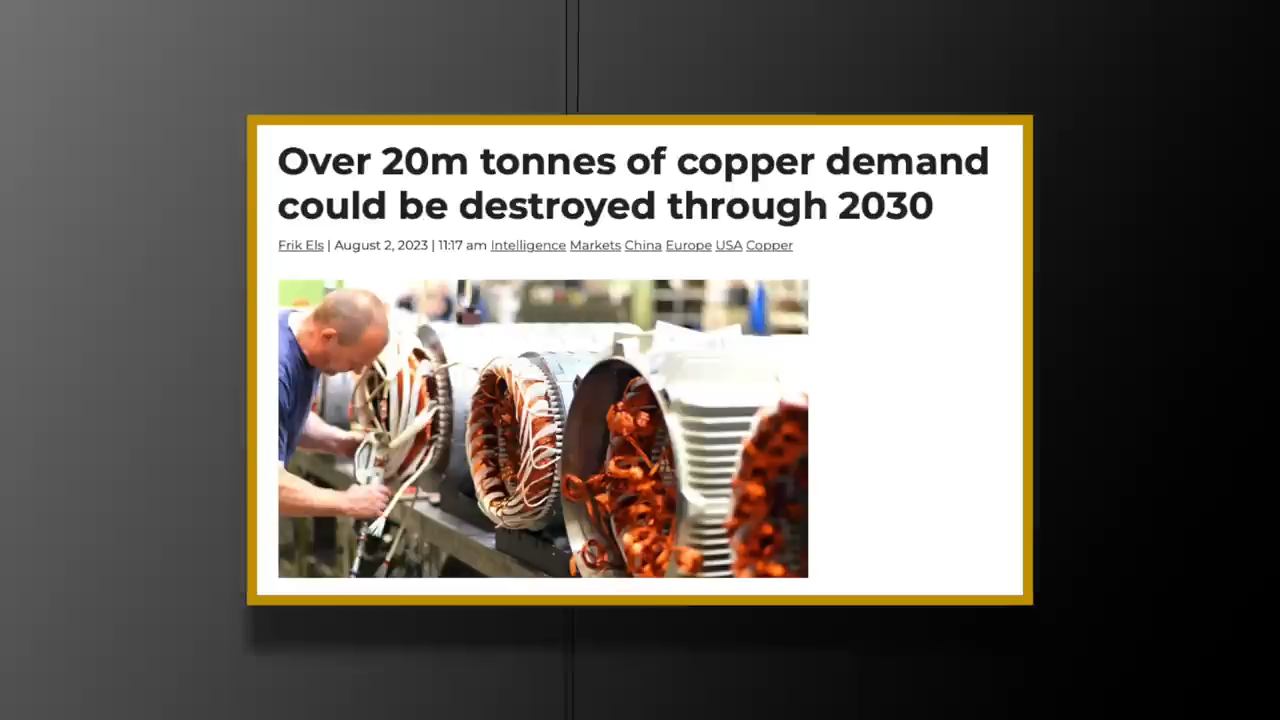 Over 20m tonnes of copper demand
could be destroyed through 2030
Frik Els | August 2, 2023 | 11:17 am Intelligence Markets China Europe USA Copper